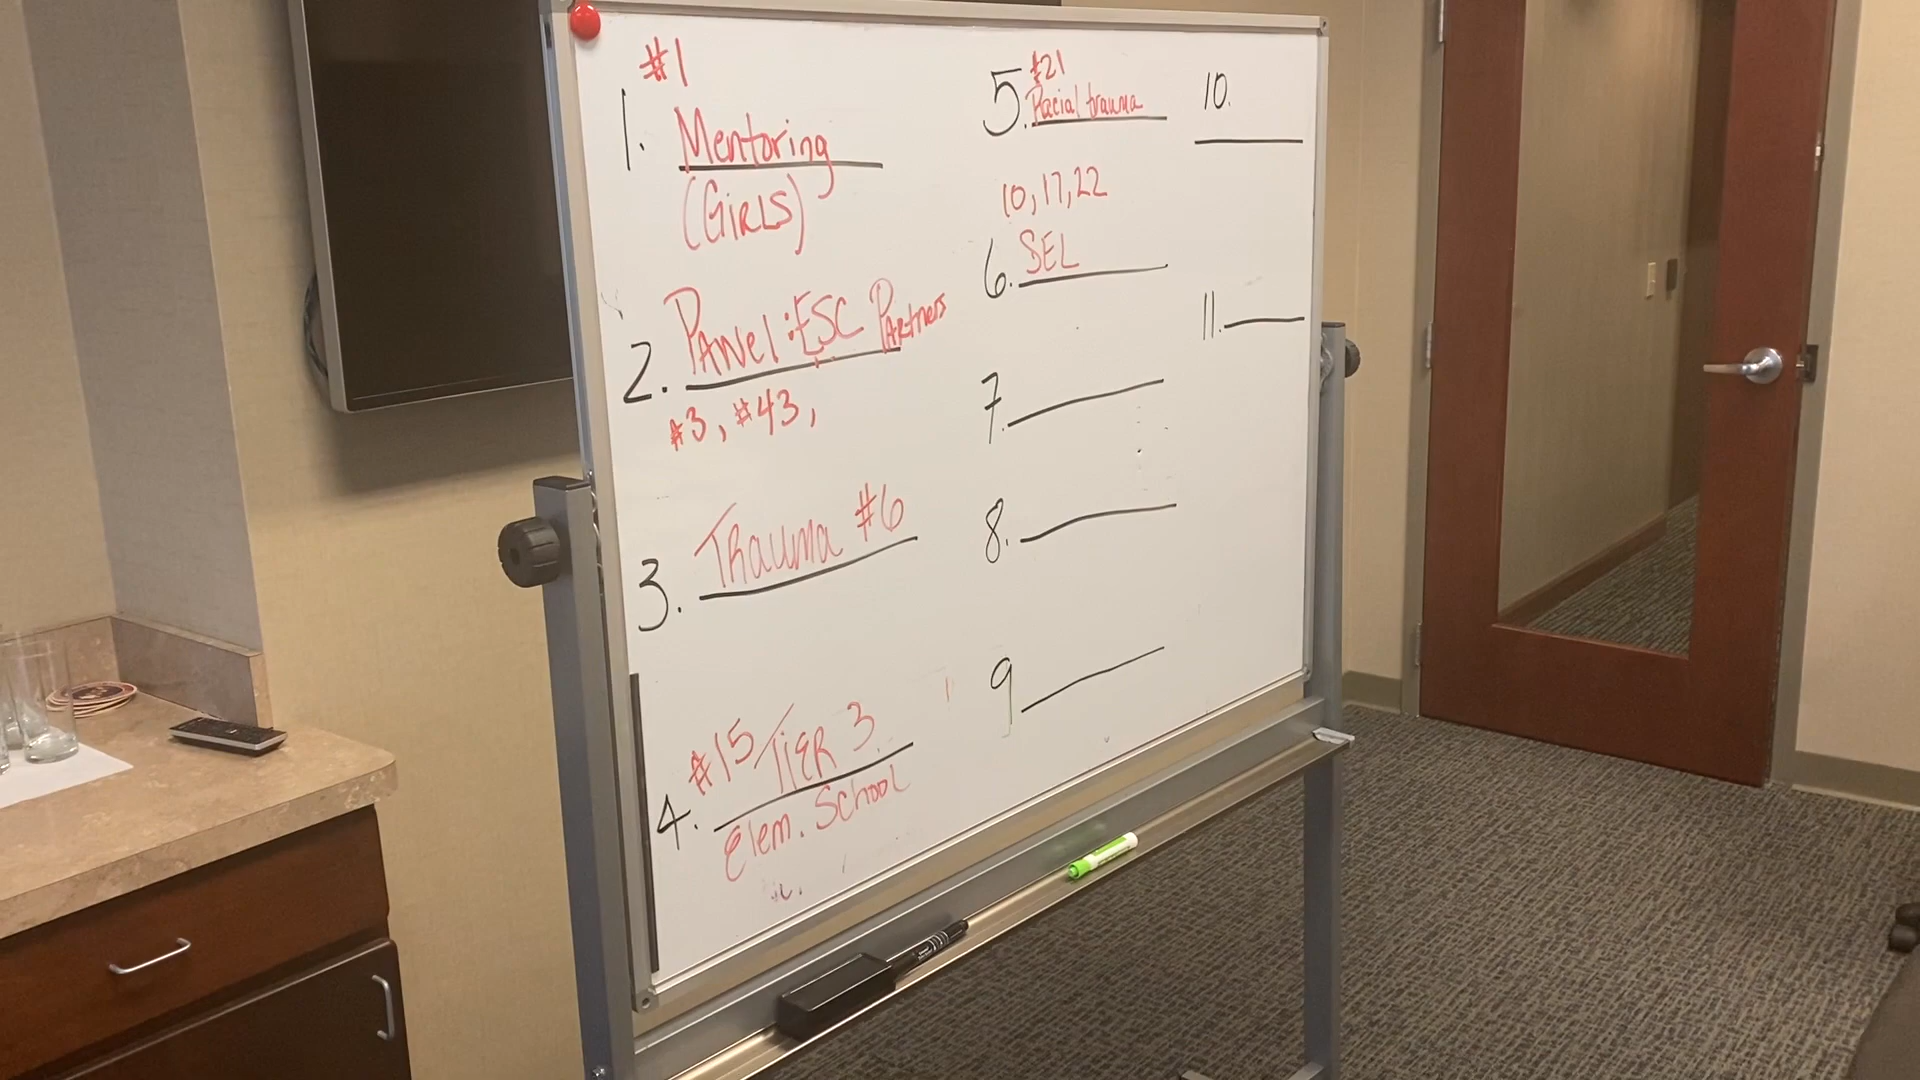 #1
1. Mentoring
(GIRLS)
2. PANel: ESC PARtners
#3, #43,
3. TRauma #6
#15 TIER 3
4. Elem. School
#21
5. Racial trauma
10, 17, 22
6. SEL
7.
8.
9
10.
11.